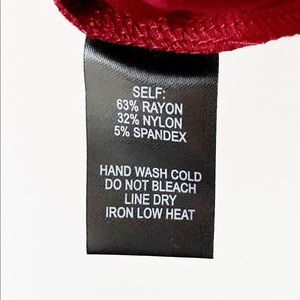 SELF:
63% RAYON
32% NYLON
5% SPANDEX
HAND WASH COLD
DO NOT BLEACH
LINE DRY
IRON LOW HEAT